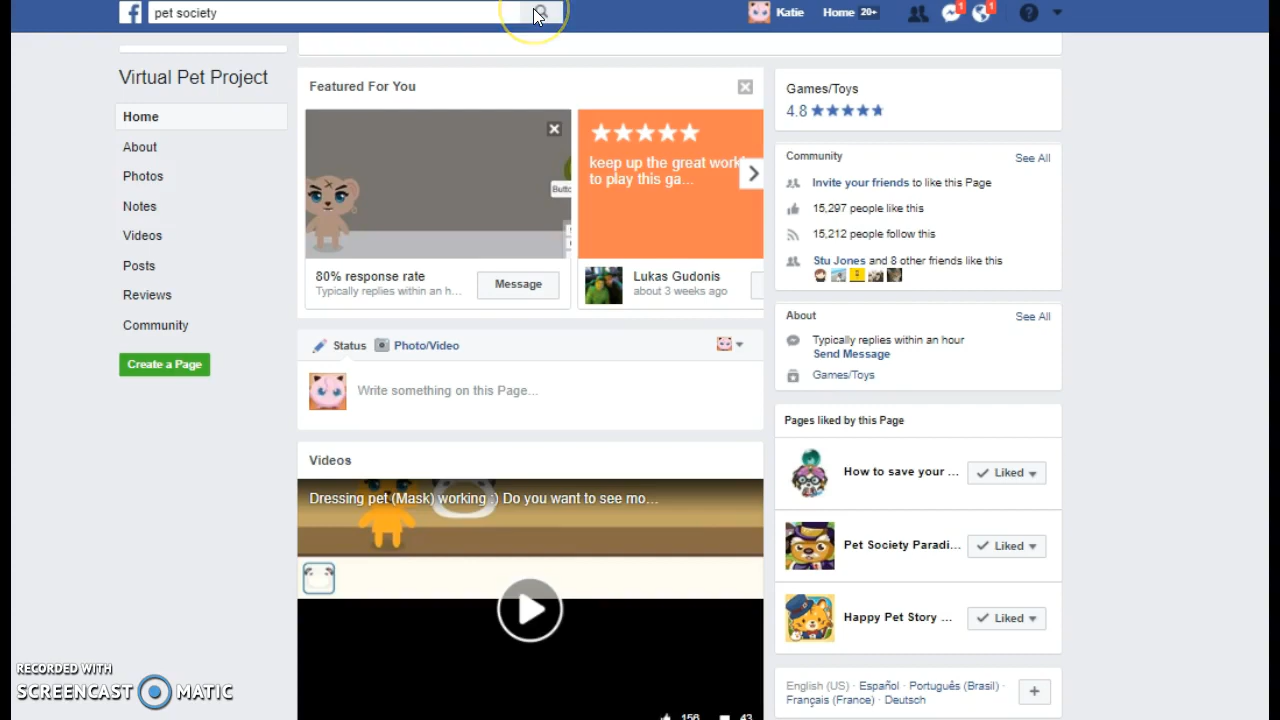 pet society
Katie
Home 20+
1
1
Virtual Pet Project
Home
About
Photos
Notes
Videos
Posts
Reviews
Community
Create a Page
Featured For You
80% response rate
Typically replies within an h...
Message
keep up the great work
to play this ga...
Lukas Gudonis
about 3 weeks ago
Status
Photo/Video
Write something on this Page...
Videos
Dressing pet (Mask) working :) Do you want to see mo...
156
43
Games/Toys
4.8
Community
See All
Invite your friends to like this Page
15,297 people like this
15,212 people follow this
Stu Jones and 8 other friends like this
About
See All
Typically replies within an hour
Send Message
Games/Toys
Pages liked by this Page
How to save your ...
Liked
Pet Society Paradi...
Liked
Happy Pet Story ...
Liked
English (US) · Español · Português (Brasil) ·
Français (France) · Deutsch
RECORDED WITH
SCREENCAST MATIC